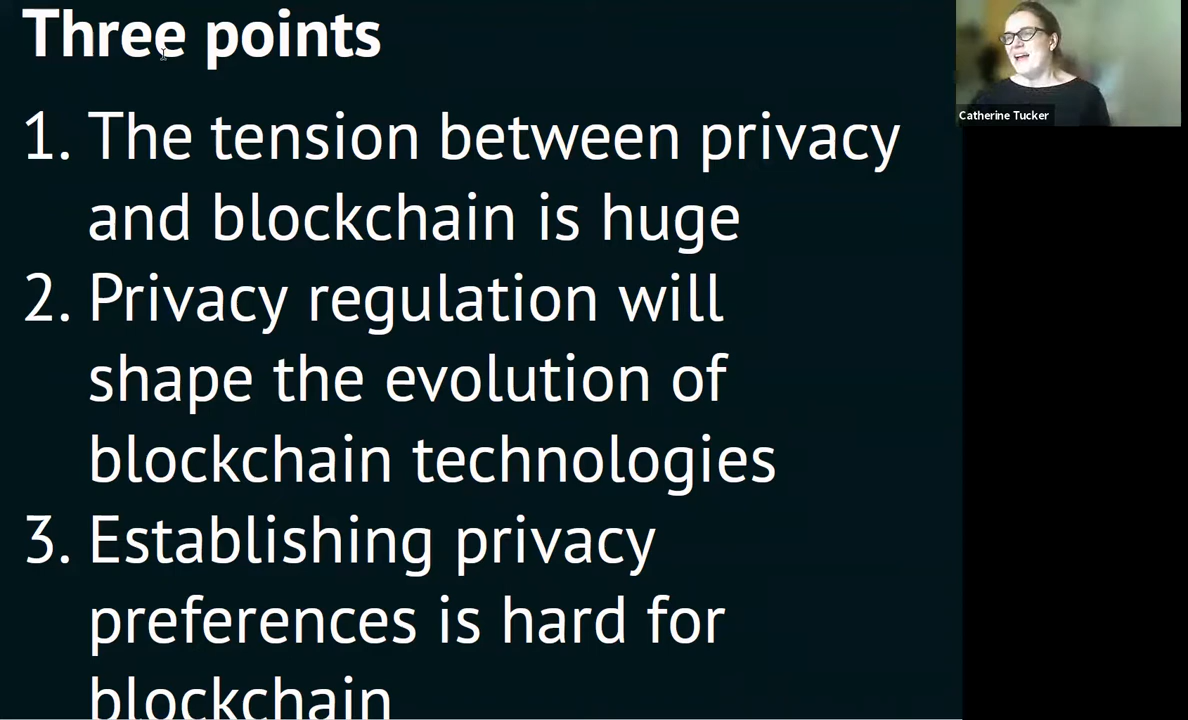 Three points
1. The tension between privacy
and blockchain is huge
2. Privacy regulation will
shape the evolution of
blockchain technologies
3. Establishing privacy
preferences is hard for
blockchain
Catherine Tucker